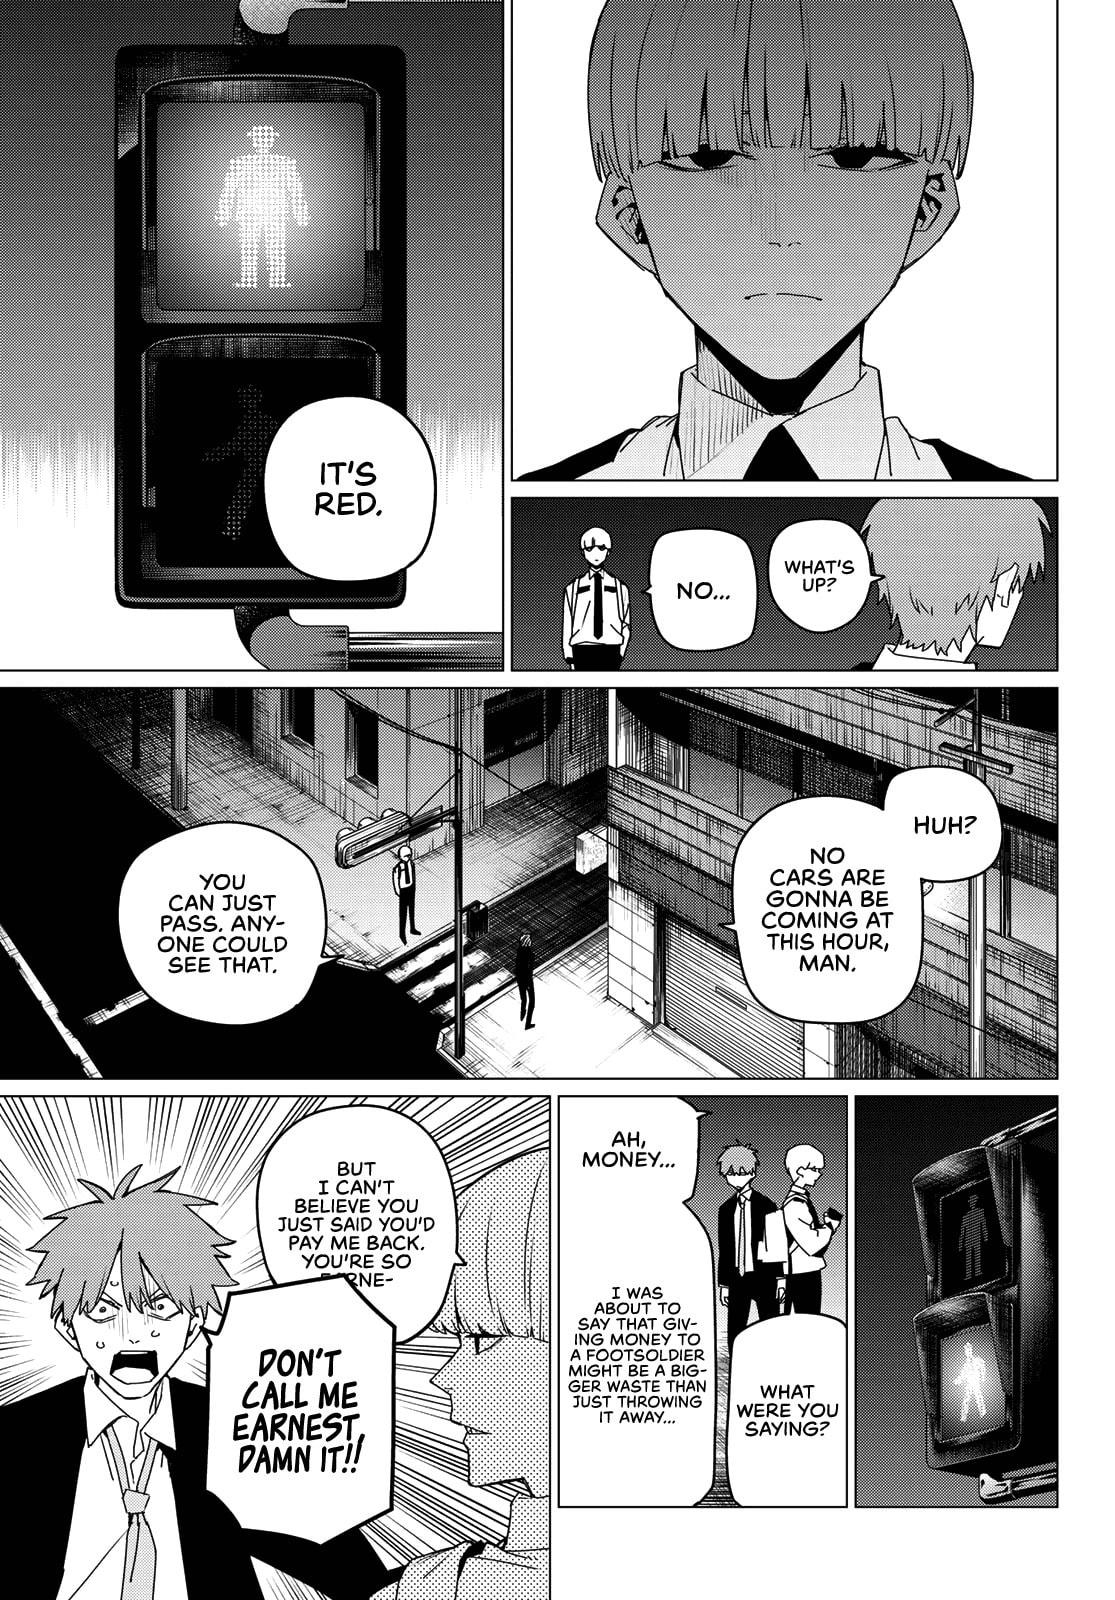 IT'S
RED.
WHAT'S
UP?
NO...
HUH?
NO
CARS ARE
GONNA BE
COMING AT
THIS HOUR,
MAN.
YOU
CAN JUST
PASS. ANY-
ONE COULD
SEE THAT.
WHAT
WERE YOU
SAYING?
AH,
MONEY...
I WAS
ABOUT TO
SAY THAT GIV-
ING MONEY TO
A FOOTSOLDIER
MIGHT BE A BIG-
GER WASTE THAN
JUST THROWING
IT AWAY...
BUT
I CAN'T
BELIEVE YOU
JUST SAID YOU'D
PAY ME BACK.
YOU'RE SO
EARNE-
DON'T
CALL ME
EARNEST,
DAMN IT!!